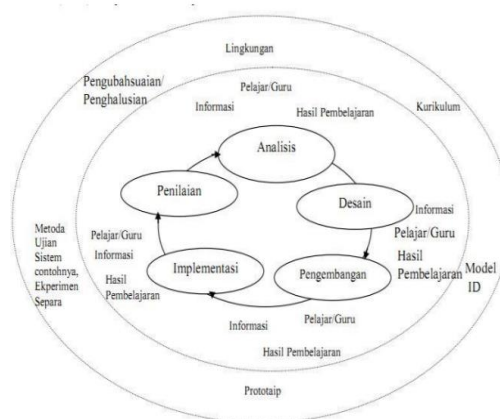 Lingkungan
Pengubahsuaian/
Penghalusian
Pelajar/Guru
Informasi
Hasil Pembelajaran
Kurikulum
Analisis
Penilaian
Desain
Informasi
Pelajar/Guru
Hasil
Pembelajaran
Model
ID
Metoda
Ujian
Sistem
contohnya,
Ekperimen
Separa
Pelajar/Guru
Informasi
Hasil
Pembelajaran
Implementasi
Pengembangan
Informasi
Pelajar/Guru
Hasil Pembelajaran
Prototaip